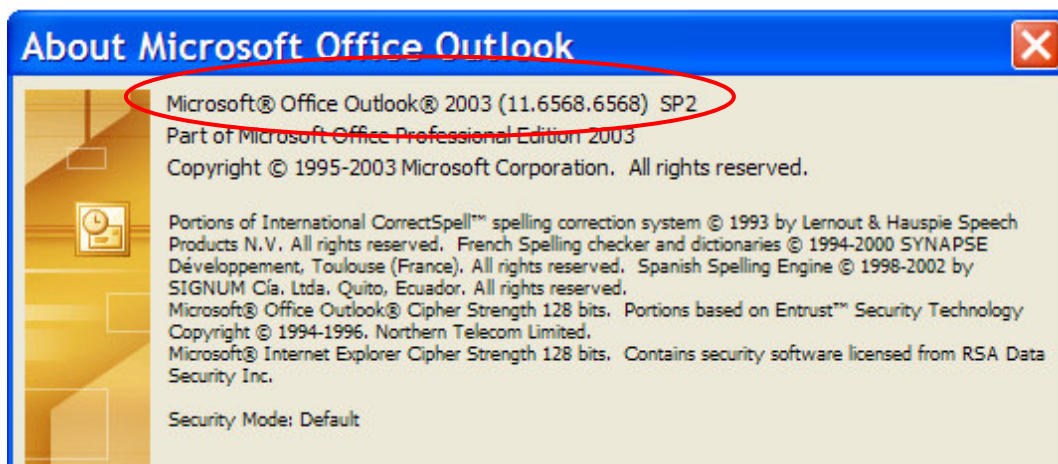 About Microsoft Office Outlook
Microsoft® Office Outlook® 2003 (11.6568.6568) SP2
Part of Microsoft Office Professional Edition 2003
Copyright © 1995-2003 Microsoft Corporation. All rights reserved.
Portions of International CorrectSpell™ spelling correction system © 1993 by Lernout & Hauspie Speech
Products N.V. All rights reserved. French Spelling checker and dictionaries © 1994-2000 SYNAPSE
Développement, Toulouse (France). All rights reserved. Spanish Spelling Engine © 1998-2002 by
SIGNUM Cía. Ltda. Quito, Ecuador. All rights reserved.
Microsoft® Office Outlook® Cipher Strength 128 bits. Portions based on Entrust™ Security Technology
Copyright © 1994-1996. Northern Telecom Limited.
Microsoft® Internet Explorer Cipher Strength 128 bits. Contains security software licensed from RSA Data
Security Inc.
Security Mode: Default